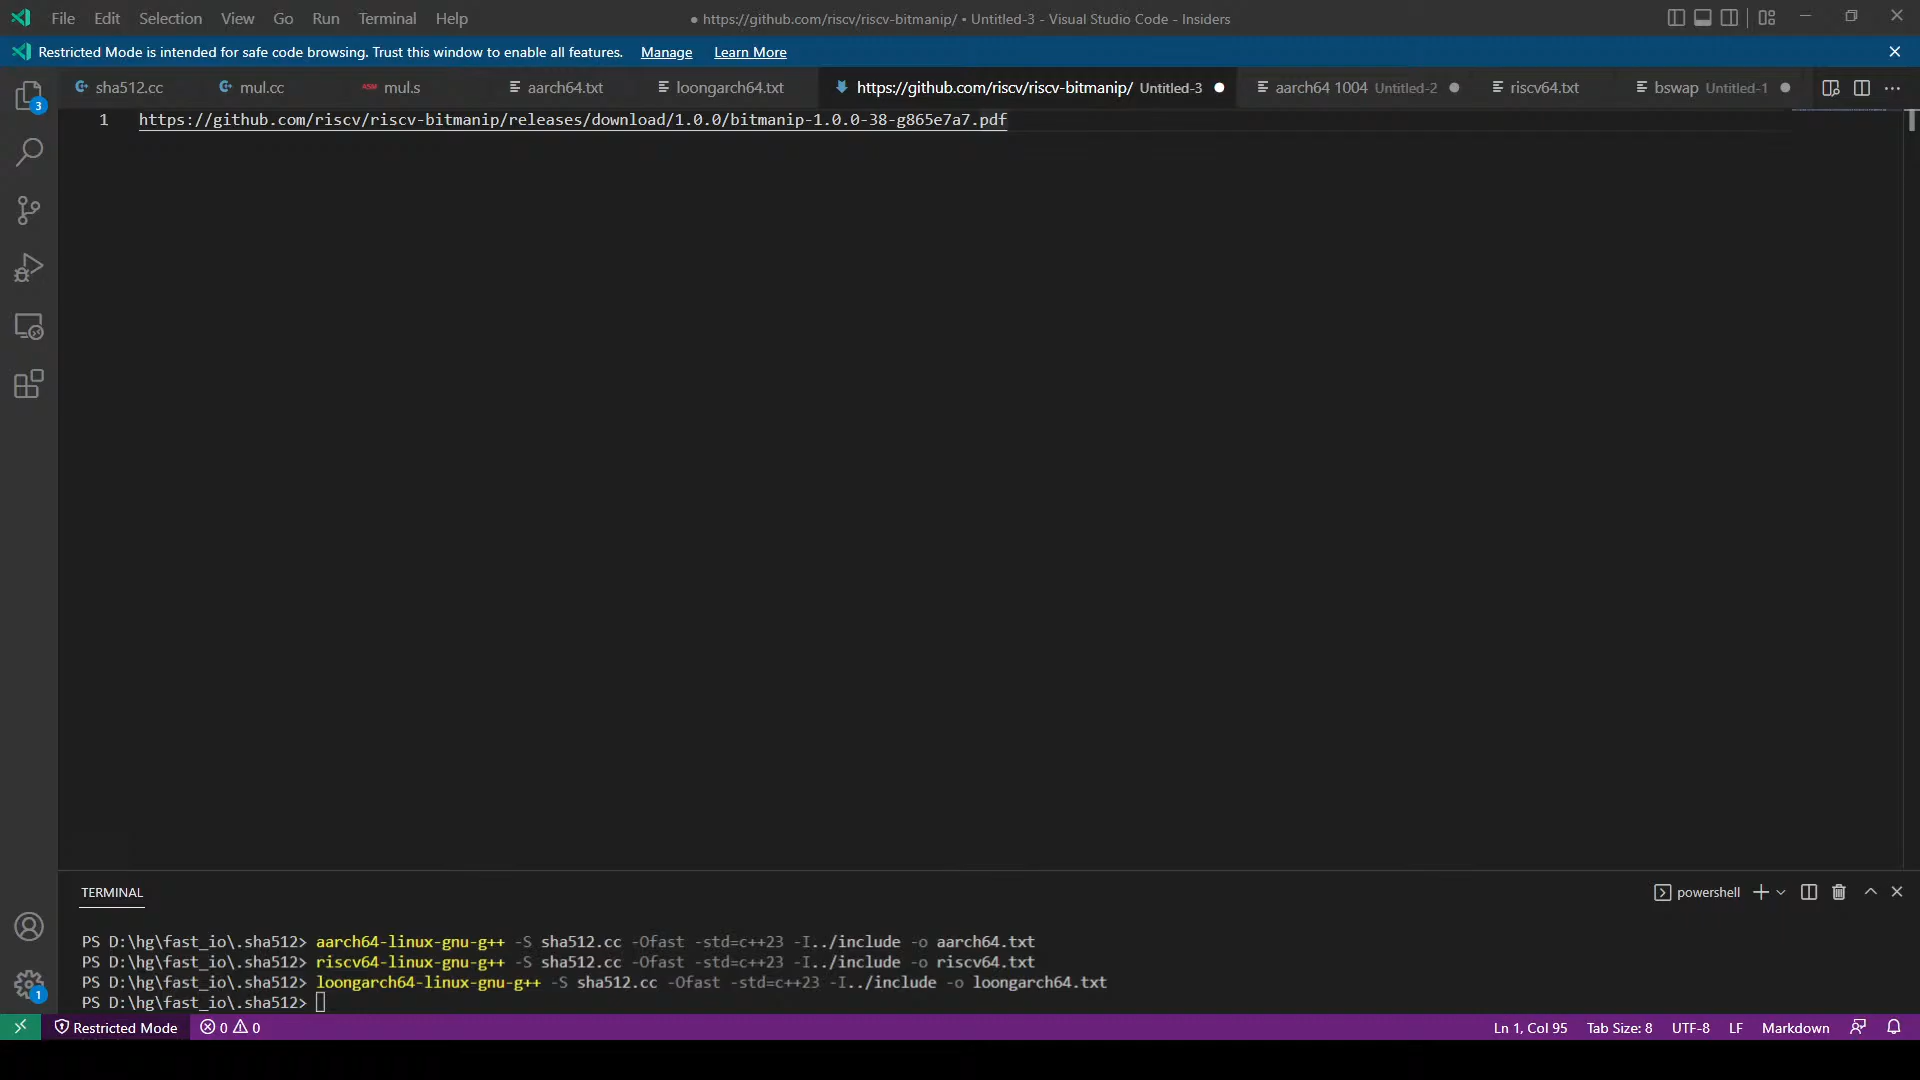 File Edit Selection View Go Run Terminal Help
● https://github.com/riscv/riscv-bitmanip/ • Untitled-3 - Visual Studio Code - Insiders
Restricted Mode is intended for safe code browsing. Trust this window to enable all features. Manage Learn More
sha512.cc mul.cc ASM mul.s aarch64.txt loongarch64.txt https://github.com/riscv/riscv-bitmanip/ Untitled-3 aarch64 1004 Untitled-2 riscv64.txt bswap Untitled-1
1 https://github.com/riscv/riscv-bitmanip/releases/download/1.0.0/bitmanip-1.0.0-38-g865e7a7.pdf
3
TERMINAL
powershell
PS D:\hg\fast_io\.sha512> aarch64-linux-gnu-g++ -S sha512.cc -Ofast -std=c++23 -I../include -o aarch64.txt
PS D:\hg\fast_io\.sha512> riscv64-linux-gnu-g++ -S sha512.cc -Ofast -std=c++23 -I../include -o riscv64.txt
PS D:\hg\fast_io\.sha512> loongarch64-linux-gnu-g++ -S sha512.cc -Ofast -std=c++23 -I../include -o loongarch64.txt
PS D:\hg\fast_io\.sha512>
1
Restricted Mode 0 0 Ln 1, Col 95 Tab Size: 8 UTF-8 LF Markdown